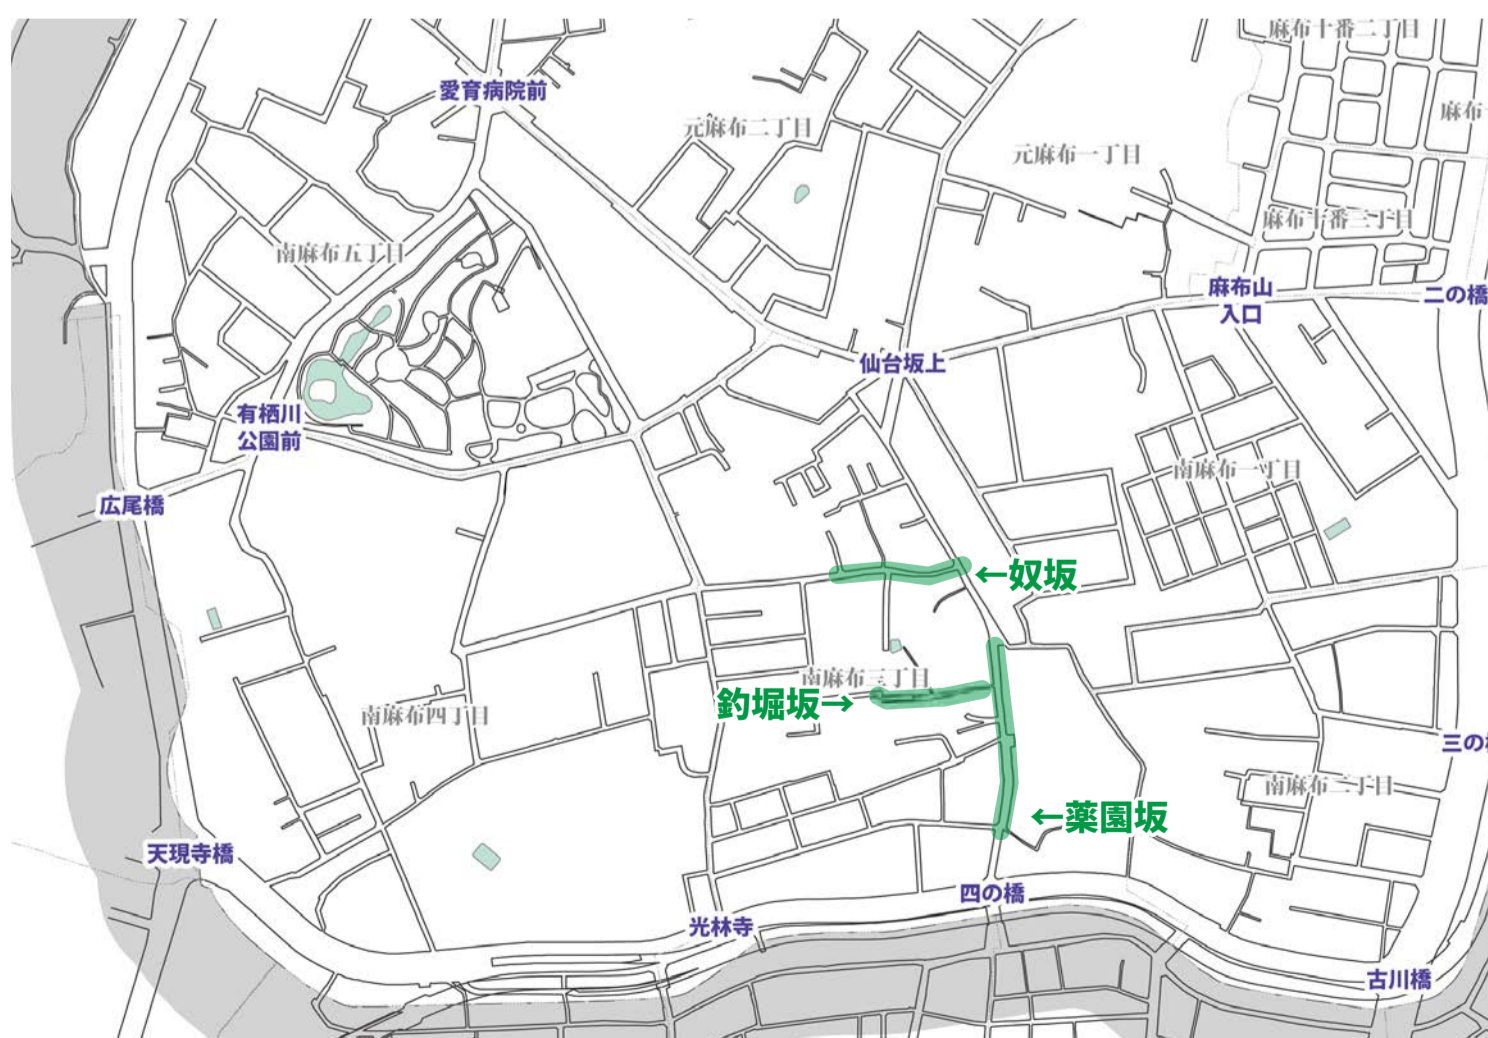 麻布十番二丁目
愛育病院前
麻布
元麻布二丁目
元麻布一丁目
麻布十番三丁目
南麻布五丁目
麻布山
入口
二の橋
仙台坂上
有栖川
公園前
南麻布一丁目
広尾橋
←奴坂
南麻布三丁目
釣堀坂→
南麻布四丁目
三の
南麻布二丁目
←薬園坂
天現寺橋
四の橋
光林寺
古川橋